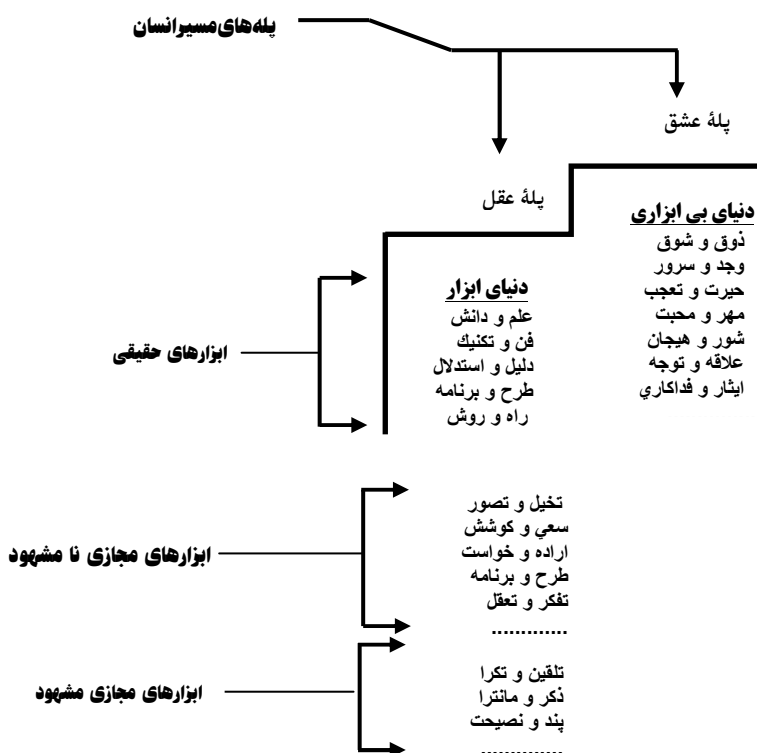 پله‌های‌مسیرانسان
پلۀ عشق
پلۀ عقل
دنیای بی ابزاری
ذوق و شوق
وجد و سرور
حیرت و تعجب
مهر و محبت
شور و هیجان
علاقه و توجه
ایثار و فداکاري
دنیای ابزار
علم و دانش
فن و تکنیك
دلیل و استدلال
طرح و برنامه
راه و روش
ابزارهای حقیقی
تخیل و تصور
سعي و کوشش
اراده و خواست
طرح و برنامه
تفکر و تعقل
.............
ابزارهای مجازی نا مشهود
تلقین و تکرا
ذکر و مانترا
پند و نصیحت
..............
ابزارهای مجازی مشهود